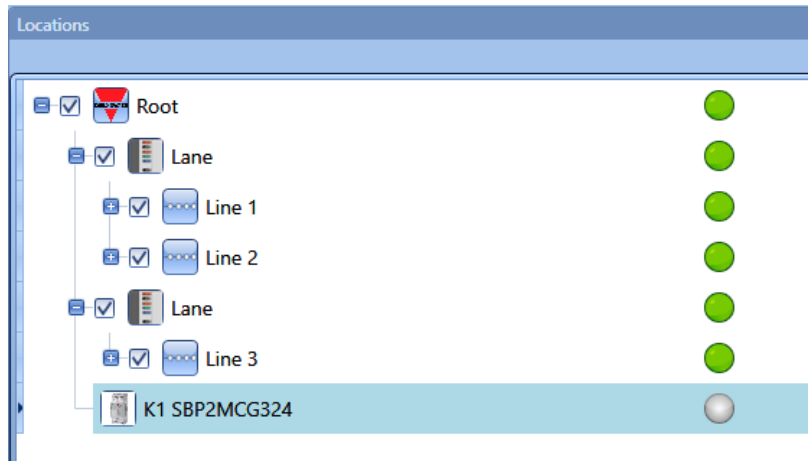 Locations
Root
Lane
Line 1
Line 2
Lane
Line 3
K1 SBP2MCG324